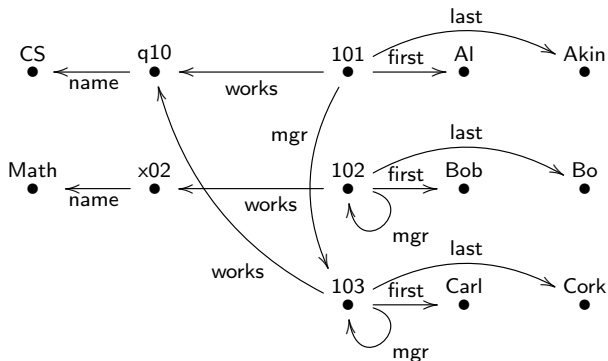 last
CS q10 101 Al Akin
name works first
mgr
last
Math x02 102 Bob Bo
name works first
mgr
works
last
103 Carl Cork
first
mgr